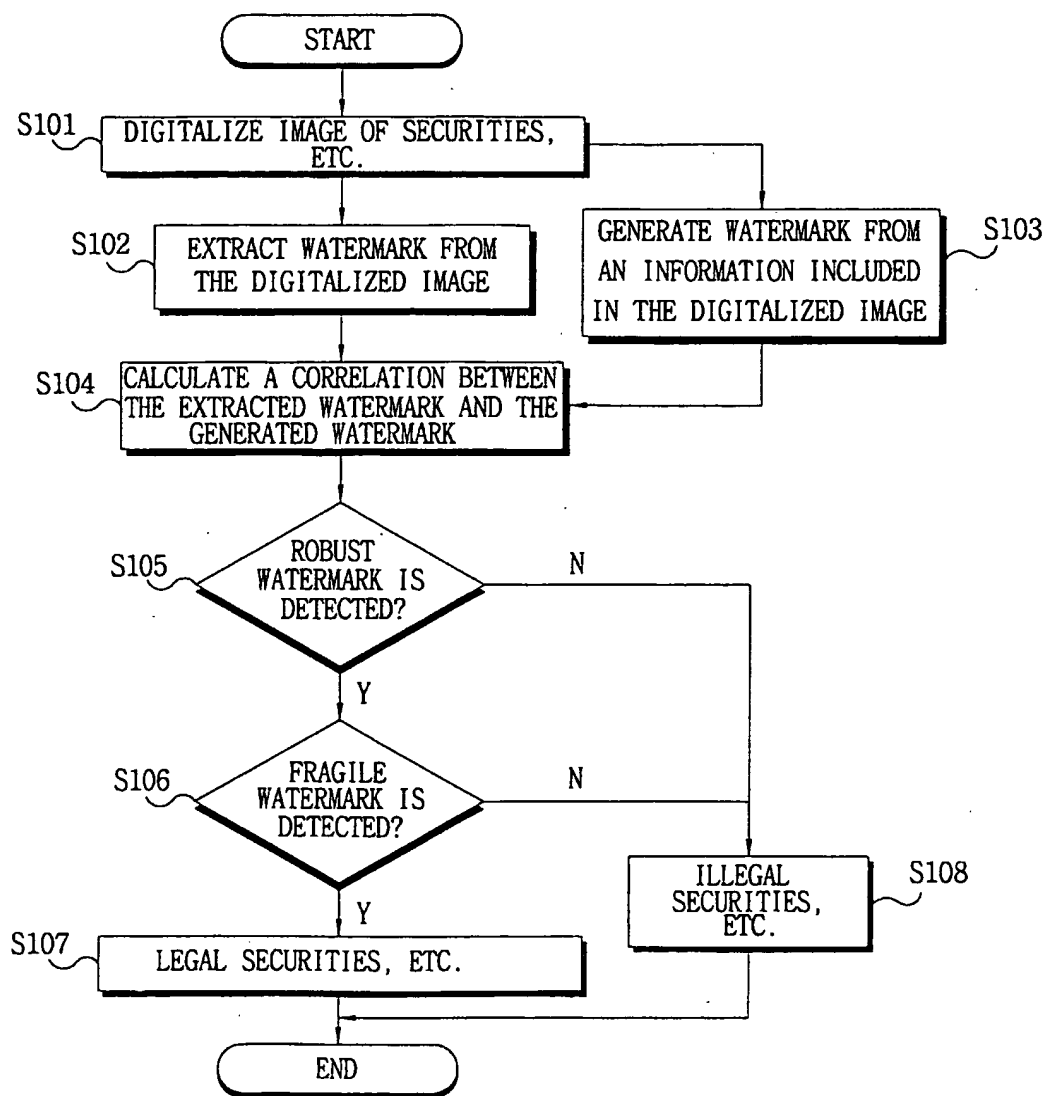 START
S101
DIGITALIZE IMAGE OF SECURITIES,
ETC.
S102
EXTRACT WATERMARK FROM
THE DIGITALIZED IMAGE
GENERATE WATERMARK FROM
AN INFORMATION INCLUDED
IN THE DIGITALIZED IMAGE
S103
S104
CALCULATE A CORRELATION BETWEEN
THE EXTRACTED WATERMARK AND THE
GENERATED WATERMARK
S105
ROBUST
WATERMARK IS
DETECTED?
N
Y
S106
FRAGILE
WATERMARK IS
DETECTED?
N
Y
ILLEGAL
SECURITIES,
ETC.
S108
S107
LEGAL SECURITIES, ETC.
END